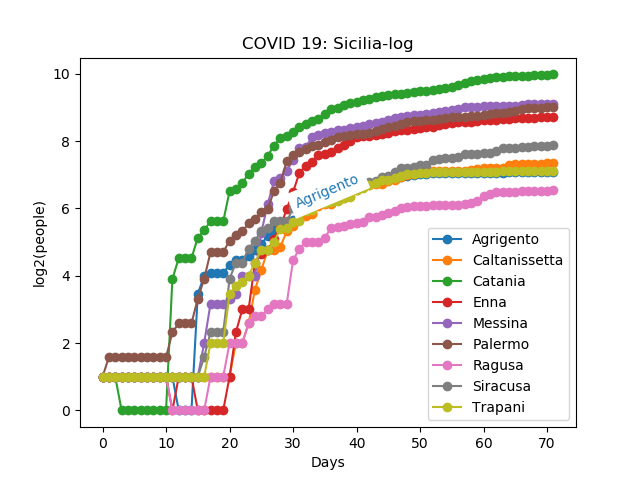 COVID 19: Sicilia-log
log2(people)
10
8
6
4
2
0
Agrigento
Agrigento
Caltanissetta
Catania
Enna
Messina
Palermo
Ragusa
Siracusa
Trapani
0 10 20 30 40 50 60 70
Days